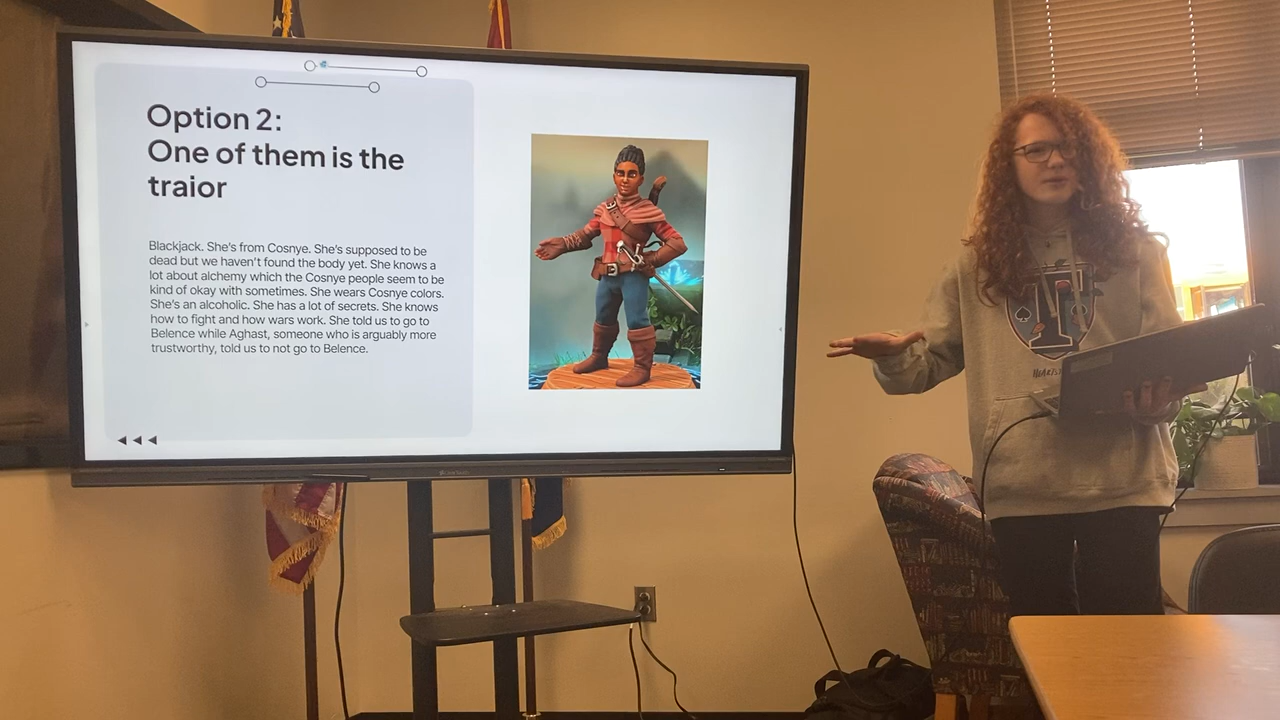 Option 2:
One of them is the
traior
Blackjack. She's from Cosnye. She's supposed to be
dead but we haven't found the body yet. She knows a
lot about alchemy which the Cosnye people seem to be
kind of okay with sometimes. She wears Cosnye colors.
She's an alcoholic. She has a lot of secrets. She knows
how to fight and how wars work. She told us to go to
Belence while Aghast, someone who is arguably more
trustworthy, told us to not go to Belence.